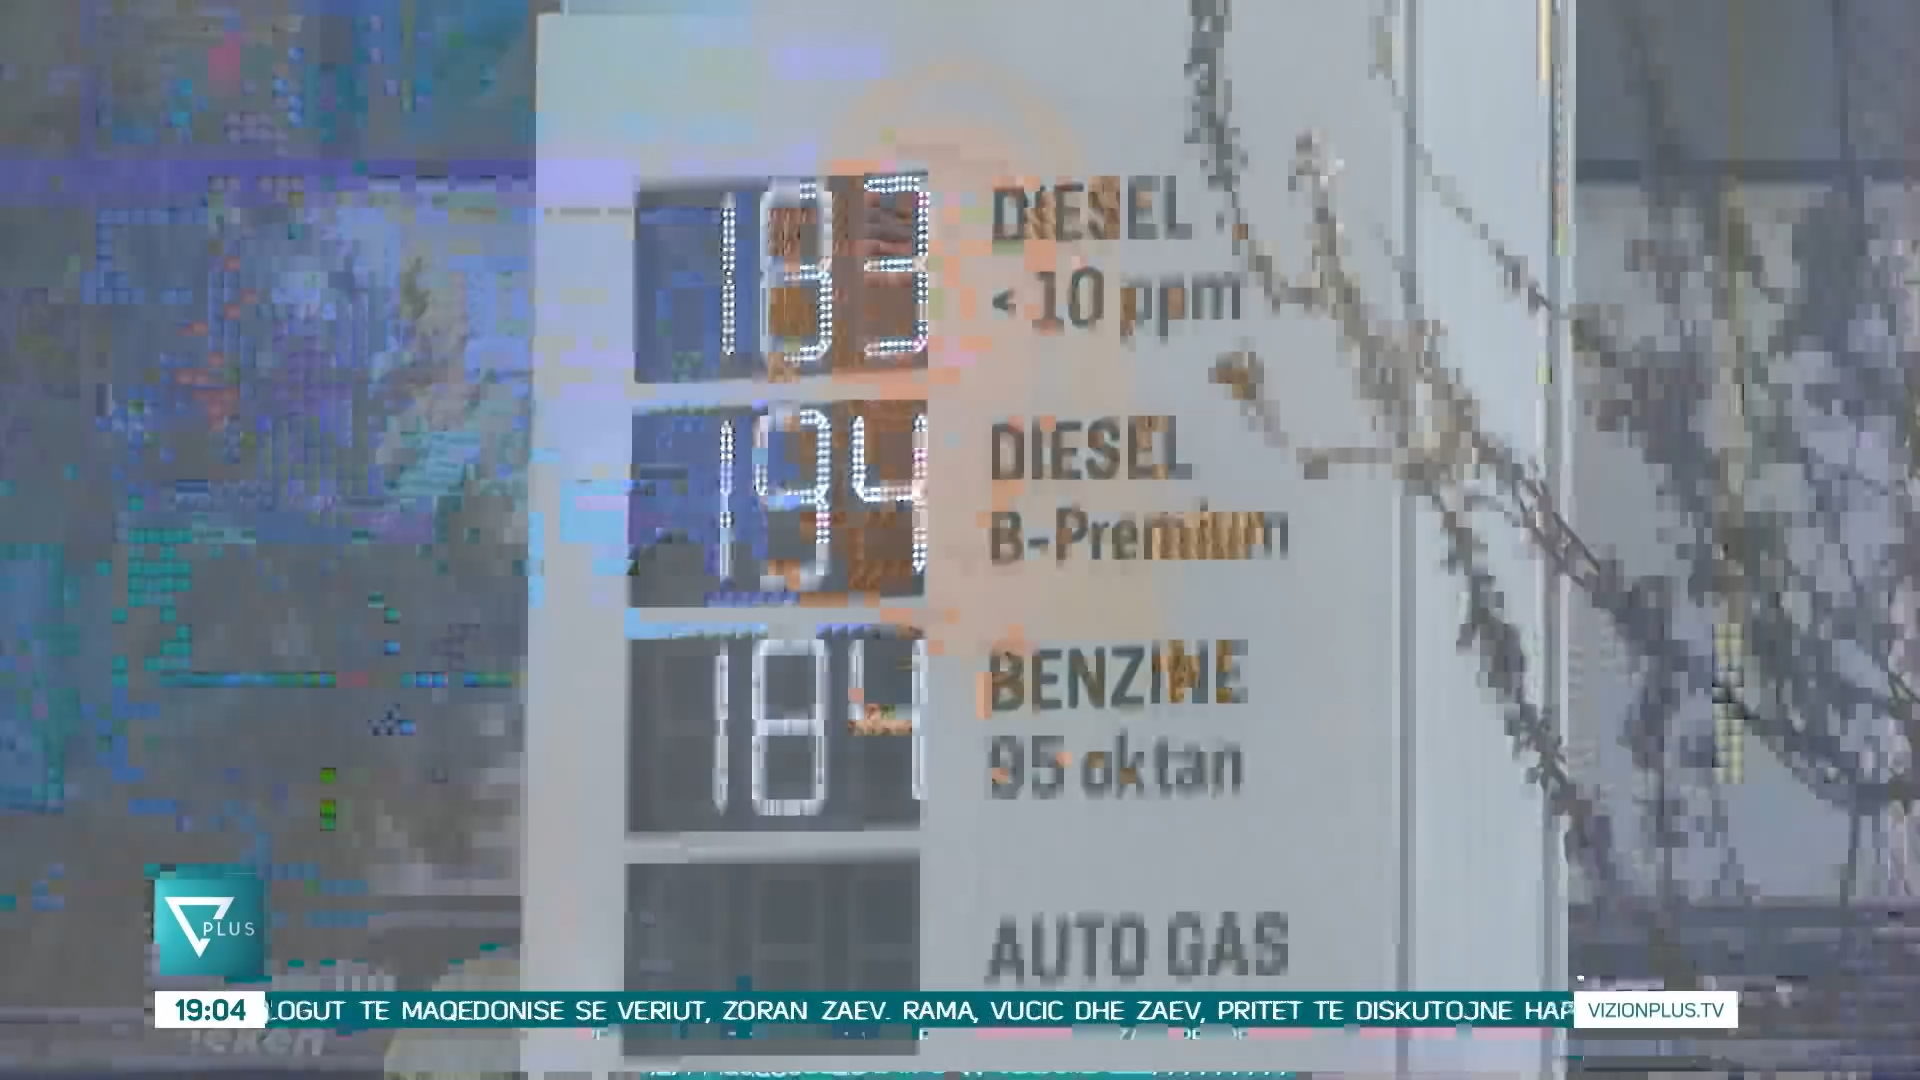 183 DIESEL
<10 ppm
194 DIESEL
B-Premium
184 BENZINE
95 oktan
AUTO GAS
PLUS
19:04 LOGUT TE MAQEDONISE SE VERIUT, ZORAN ZAEV. RAMA, VUCIC DHE ZAEV, PRITET TE DISKUTOJNE HAP VIZIONPLUS.TV